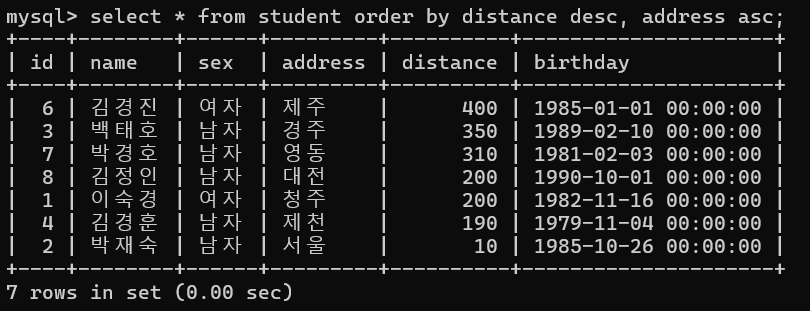 mysql> select * from student order by distance desc, address asc;
+----+--------+------+---------+----------+---------------------+
| id | name | sex | address | distance | birthday |
+----+--------+------+---------+----------+---------------------+
| 6 | 김경진 | 여자 | 제주 | 400 | 1985-01-01 00:00:00 |
| 3 | 백태호 | 남자 | 경주 | 350 | 1989-02-10 00:00:00 |
| 7 | 박경호 | 남자 | 영동 | 310 | 1981-02-03 00:00:00 |
| 8 | 김정인 | 남자 | 대전 | 200 | 1990-10-01 00:00:00 |
| 1 | 이숙경 | 여자 | 청주 | 200 | 1982-11-16 00:00:00 |
| 4 | 김경훈 | 남자 | 제천 | 190 | 1979-11-04 00:00:00 |
| 2 | 박재숙 | 남자 | 서울 | 10 | 1985-10-26 00:00:00 |
+----+--------+------+---------+----------+---------------------+
7 rows in set (0.00 sec)